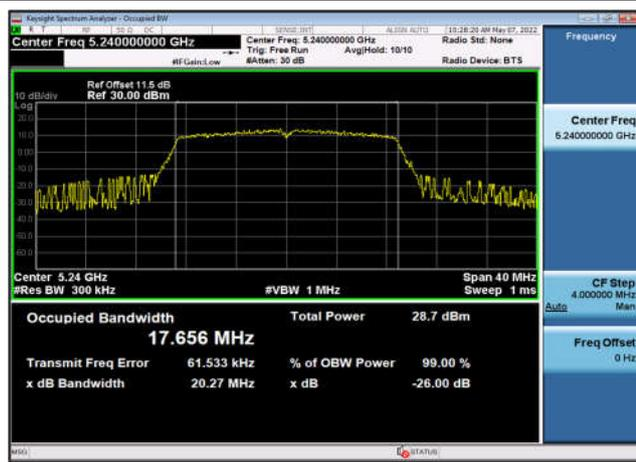 Keysight Spectrum Analyzer - Occupied BW
R T RF 50 Ω DC SENSE:INT ALIGN AUTO 10:28:20 AM May 07, 2022
Center Freq 5.240000000 GHz Center Freq: 5.240000000 GHz Radio Std: None Frequency
Trig: Free Run Avg|Hold: 10/10
#IFGain:Low #Atten: 30 dB Radio Device: BTS
Ref Offset 11.5 dB
10 dB/div Ref 30.00 dBm
Log
20.0
10.0
0.00
10.0
20.0
30.0
40.0
50.0
60.0
Center Freq
5.240000000 GHz
Center 5.24 GHz Span 40 MHz
#Res BW 300 kHz #VBW 1 MHz Sweep 1 ms
CF Step
4.000000 MHz
Auto Man
Occupied Bandwidth Total Power 28.7 dBm
17.656 MHz
Freq Offset
0 Hz
Transmit Freq Error 61.533 kHz % of OBW Power 99.00 %
x dB Bandwidth 20.27 MHz x dB -26.00 dB
MSG STATUS